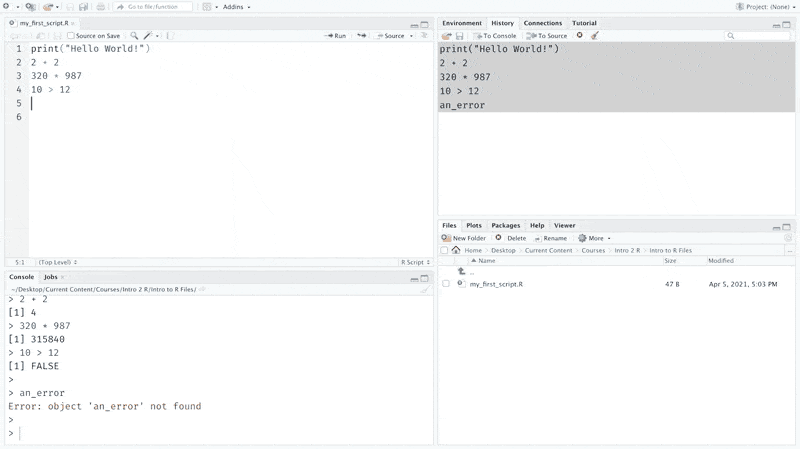 Go to file/function
Addins
Project: (None)
my_first_script.R
Source on Save
Run
Source
1 print("Hello World!")
2 2 + 2
3 320 * 987
4 10 > 12
5
6
5:1
(Top Level)
R Script
Console
Jobs
~/Desktop/Current Content/Courses/Intro 2 R/Intro to R Files/
> 2 + 2
[1] 4
> 320 * 987
[1] 315840
> 10 > 12
[1] FALSE
>
> an_error
Error: object 'an_error' not found
>
>
Environment
History
Connections
Tutorial
To Console
To Source
print("Hello World!")
2 + 2
320 * 987
10 > 12
an_error
Files
Plots
Packages
Help
Viewer
New Folder
Delete
Rename
More
Home
Desktop
Current Content
Courses
Intro 2 R
Intro to R Files
...
Name
Size
Modified
..
my_first_script.R
47 B
Apr 5, 2021, 5:03 PM